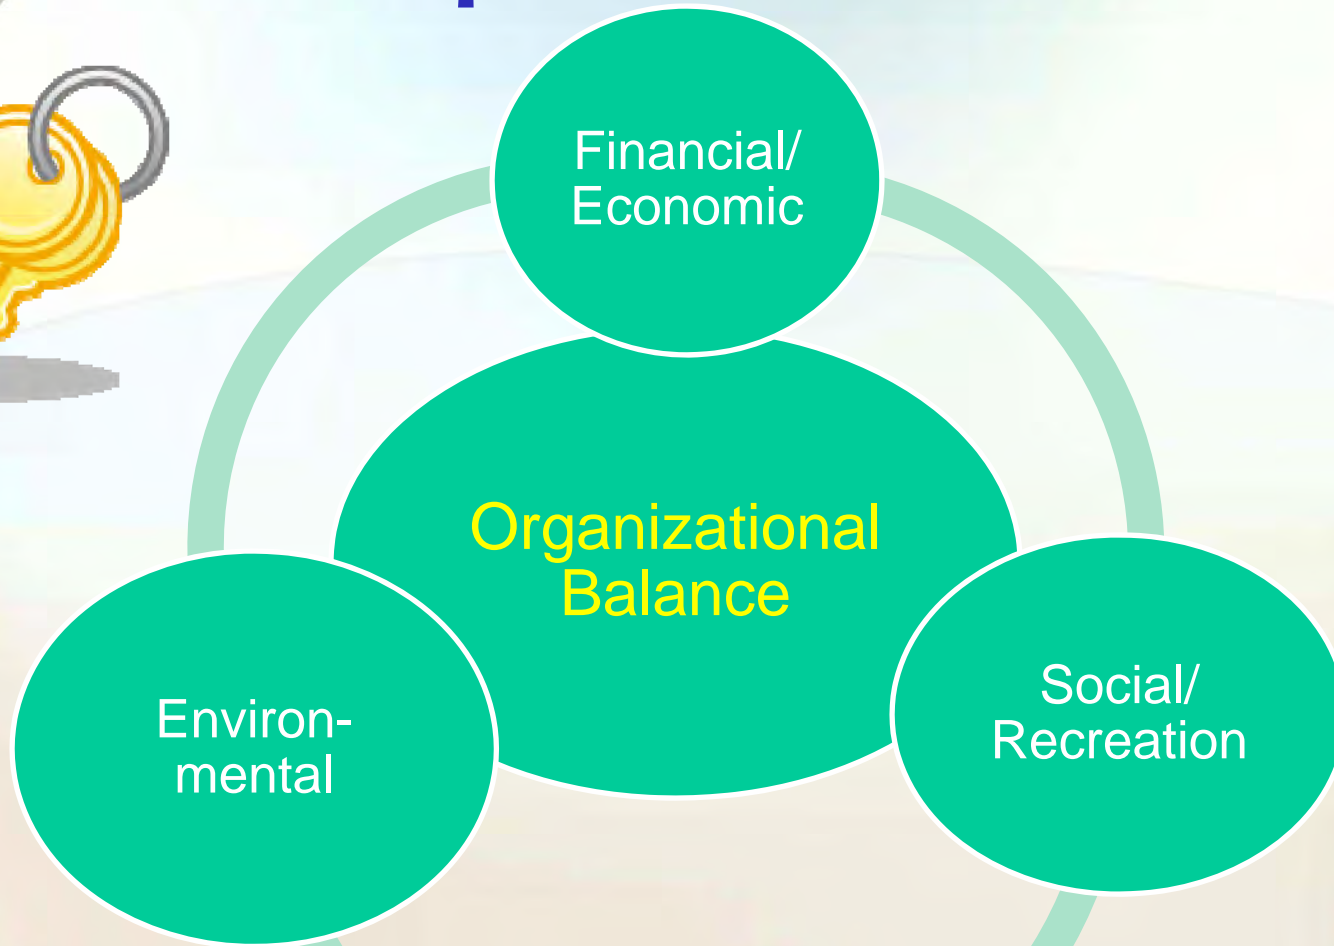 Financial/
Economic
Organizational
Balance
Environ-
mental
Social/
Recreation